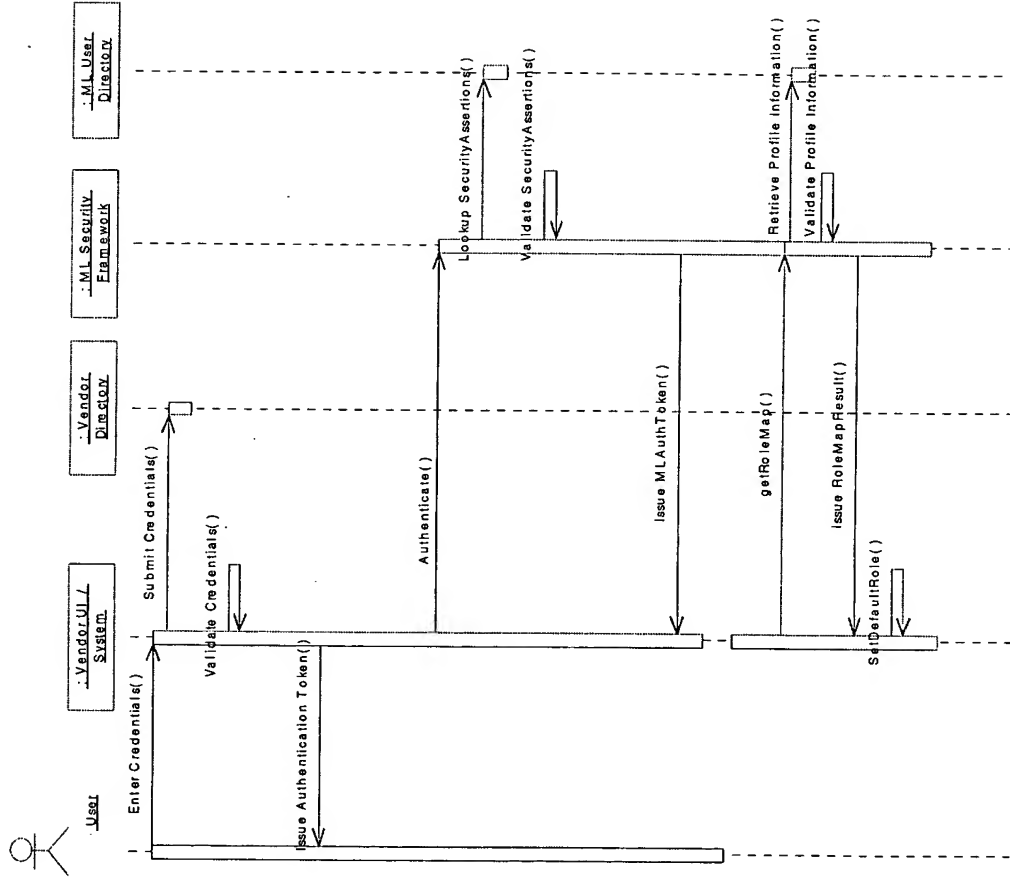 : User
: Vendor UI /
System
: Vendor
Directory
: ML Security
Framework
: ML User
Directory
Enter Credentials()
Submit Credentials()
Validate Credentials()
Issue Authentication Token()
Authenticate()
Lookup SecurityAssertions()
Validate SecurityAssertions()
Issue MLAuthToken()
getRoleMap()
Retrieve Profile Information()
Validate Profile Information()
Issue RoleMapResult()
SetDefaultRole()